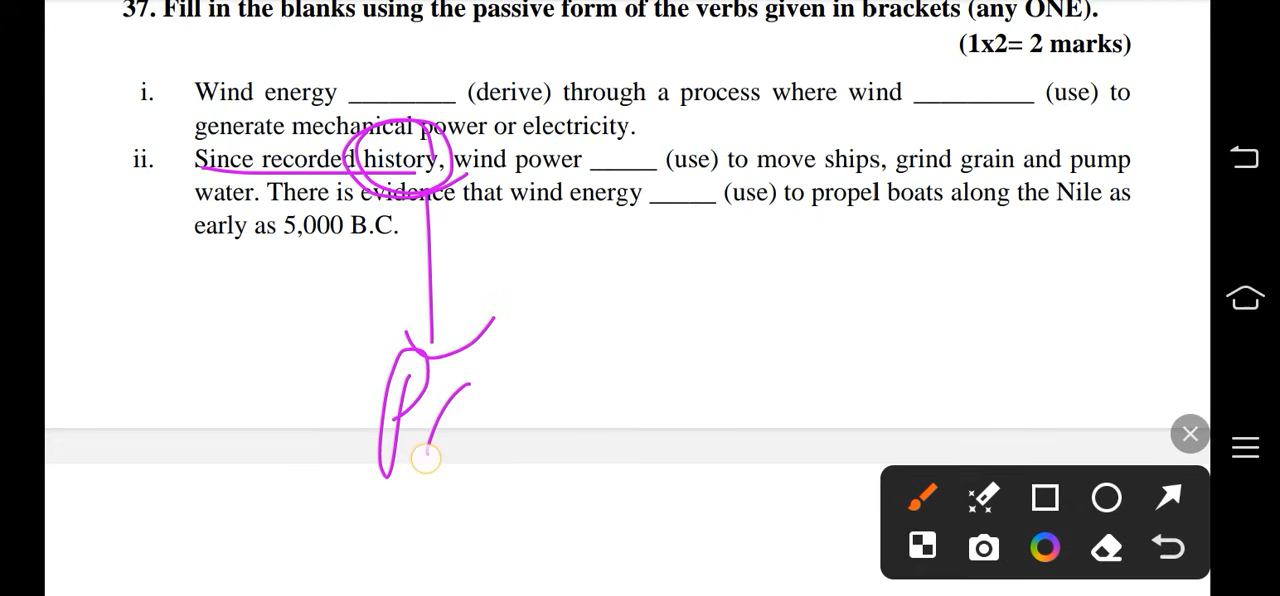 37. Fill in the blanks using the passive form of the verbs given in brackets (any ONE).
(1x2= 2 marks)
i. Wind energy ________ (derive) through a process where wind _________ (use) to
generate mechanical power or electricity.
ii. Since recorded history, wind power _____ (use) to move ships, grind grain and pump
water. There is evidence that wind energy _____ (use) to propel boats along the Nile as
early as 5,000 B.C.
Pr